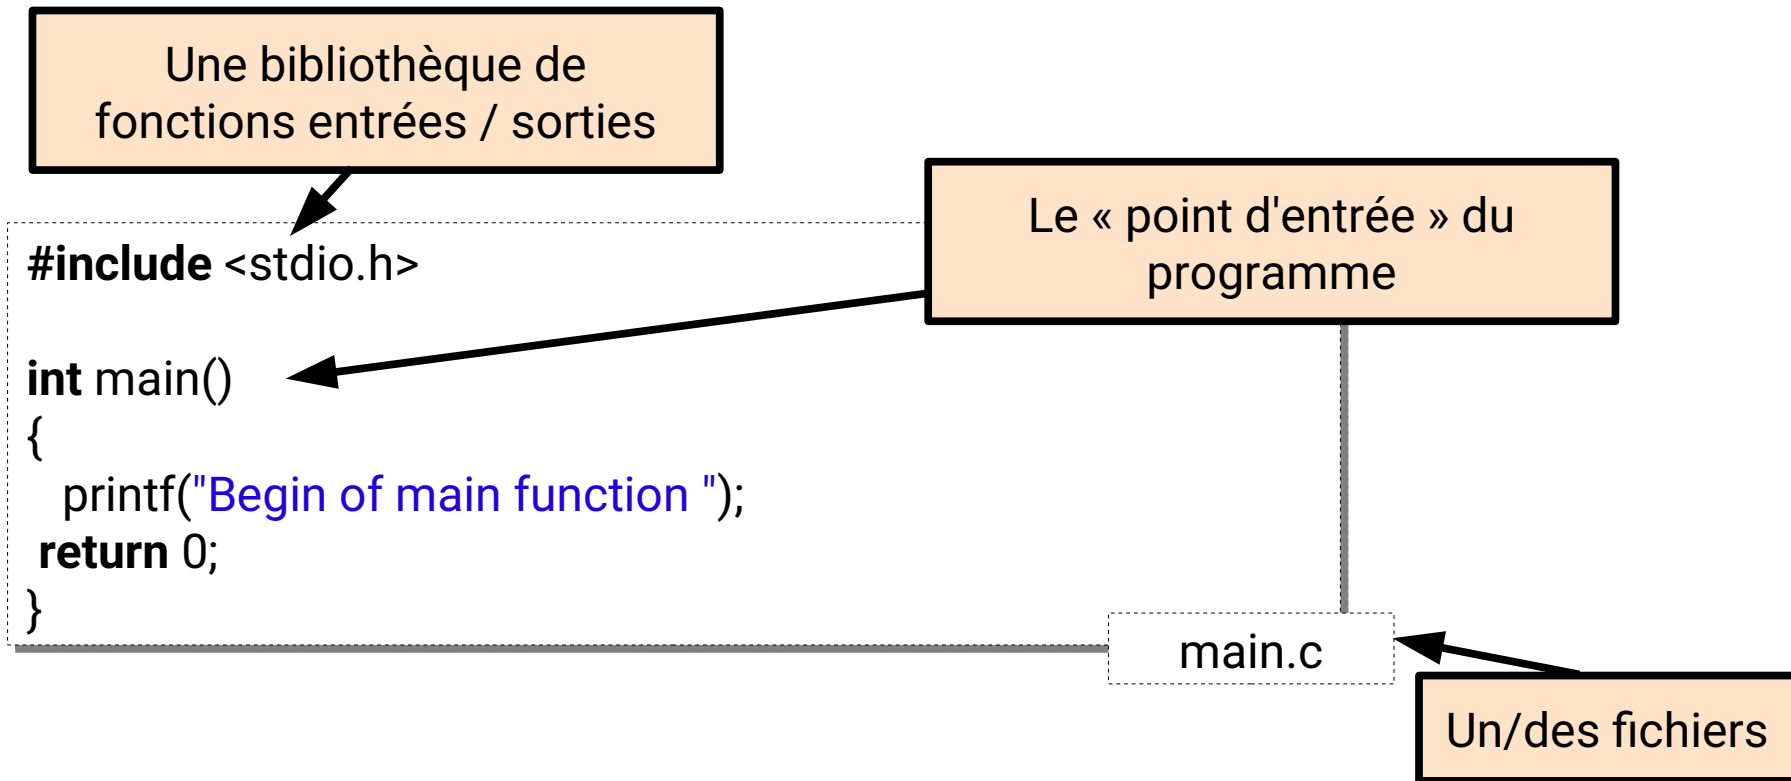 Une bibliothèque de
fonctions entrées / sorties
Le « point d'entrée » du
programme
#include <stdio.h>
int main()
{
printf("Begin of main function ");
return 0;
}
main.c
Un/des fichiers